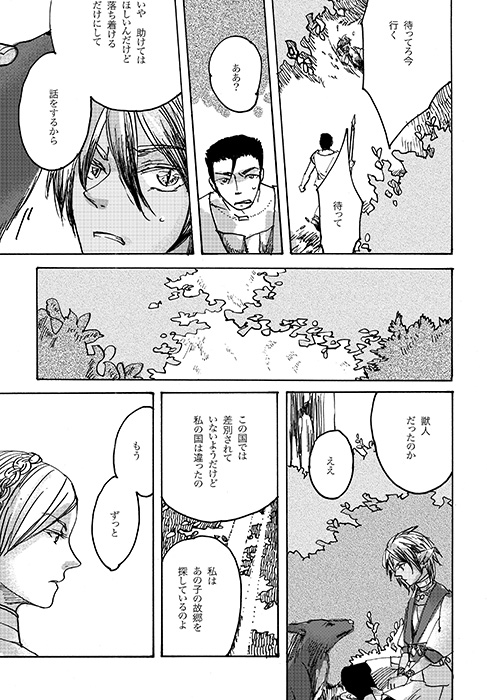 待ってろ今
行く
待って
ああ？
いや　助けては
ほしいんだけど
落ち着ける
だけにして
話をするから
獣人
だったのか
ええ
この国では
差別されて
いないようだけど
私の国は違ったの
私は
あの子の故郷を
探しているのよ
もう
ずっと